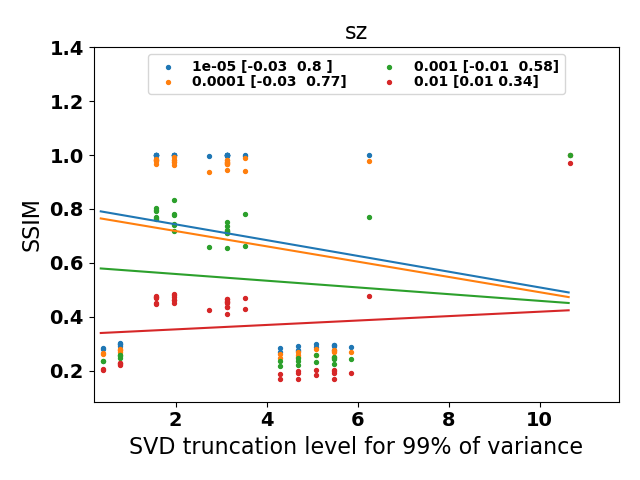 sz
1e-05 [-0.03  0.8 ]
0.0001 [-0.03  0.77]
0.001 [-0.01  0.58]
0.01 [0.01 0.34]
1.4
1.2
1.0
0.8
0.6
0.4
0.2
SSIM
2 4 6 8 10
SVD truncation level for 99% of variance